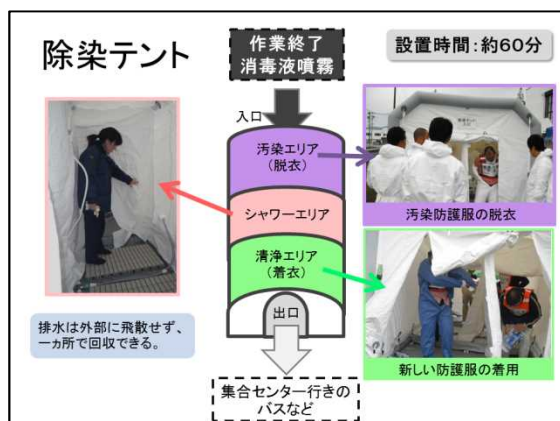 除染テント
作業終了
消毒液噴霧
設置時間：約60分
入口
汚染エリア
（脱衣）
シャワーエリア
清浄エリア
（着衣）
出口
汚染防護服の脱衣
排水は外部に飛散せず、
一ヵ所で回収できる。
新しい防護服の着用
集合センター行きの
バスなど